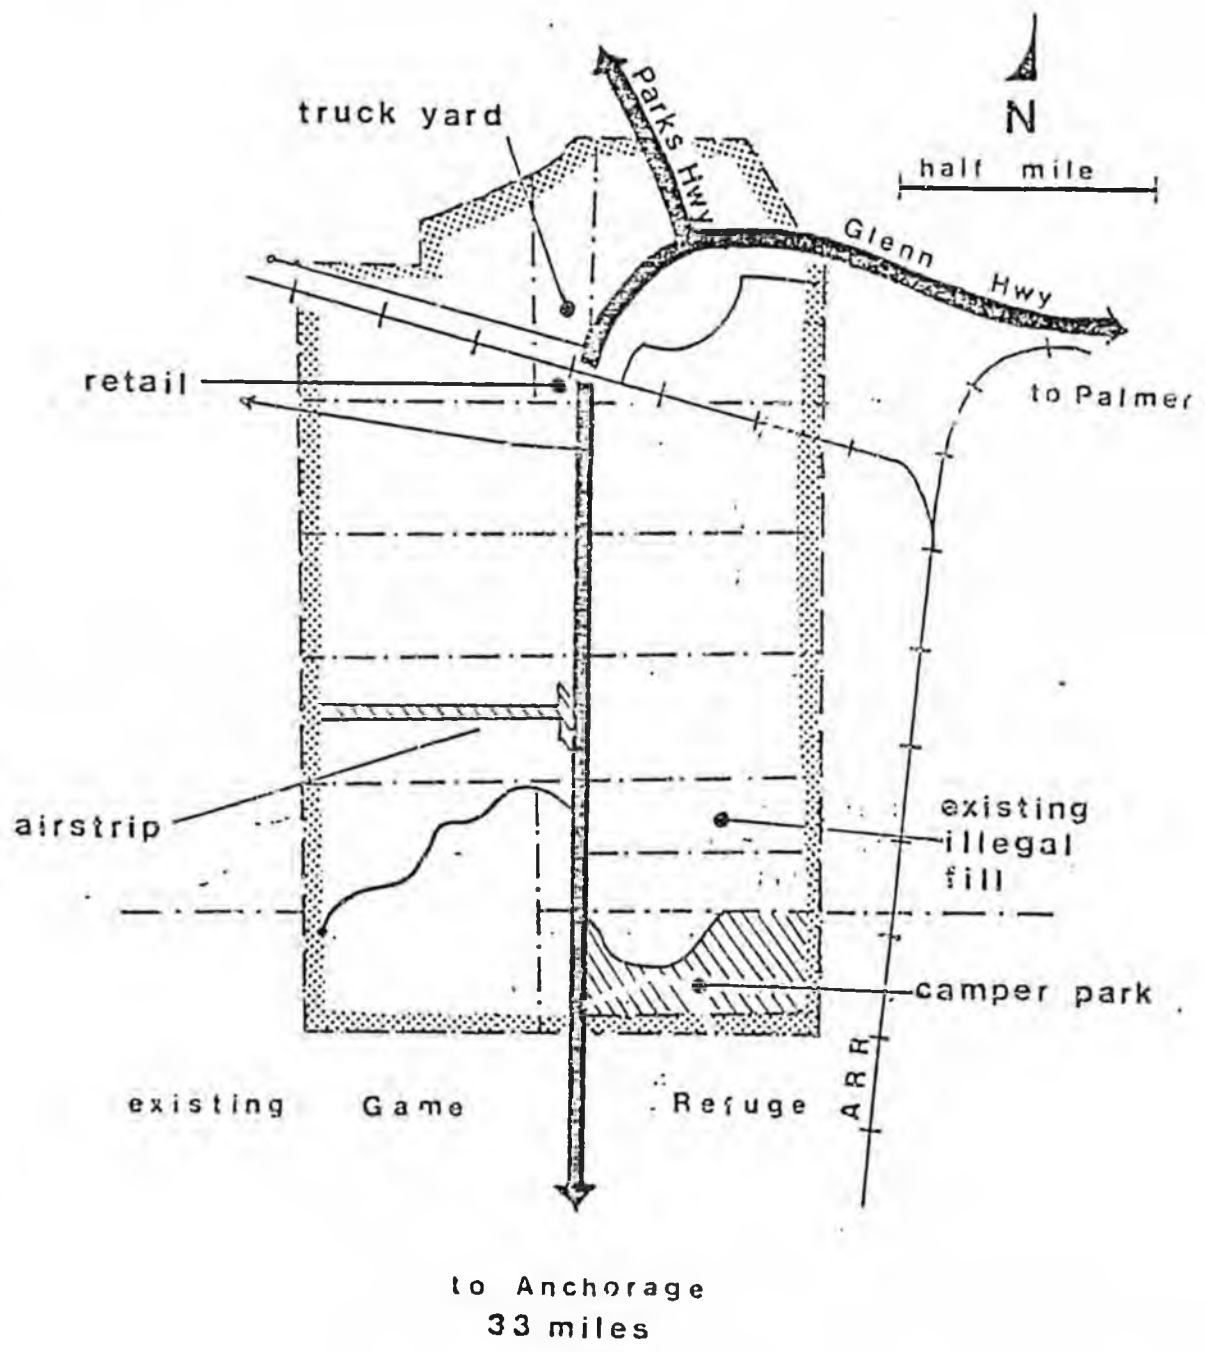 Parks Hwy
truck yard
N
half mile
Glenn Hwy
retail
to Palmer
airstrip
existing
illegal
fill
camper park
ARR
existing Game Refuge
to Anchorage
33 miles